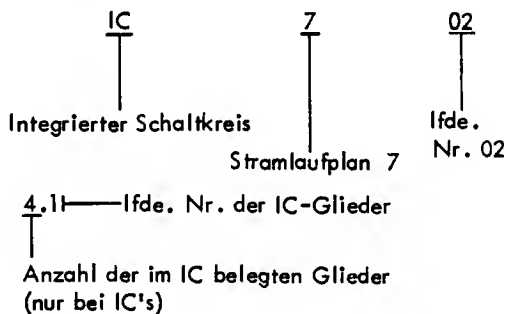 IC 7 02
Integrierter Schaltkreis
lfde.
Nr. 02
Stramlaufplan 7
4.1 lfde. Nr. der IC-Glieder
Anzahl der im IC belegten Glieder
(nur bei IC's)